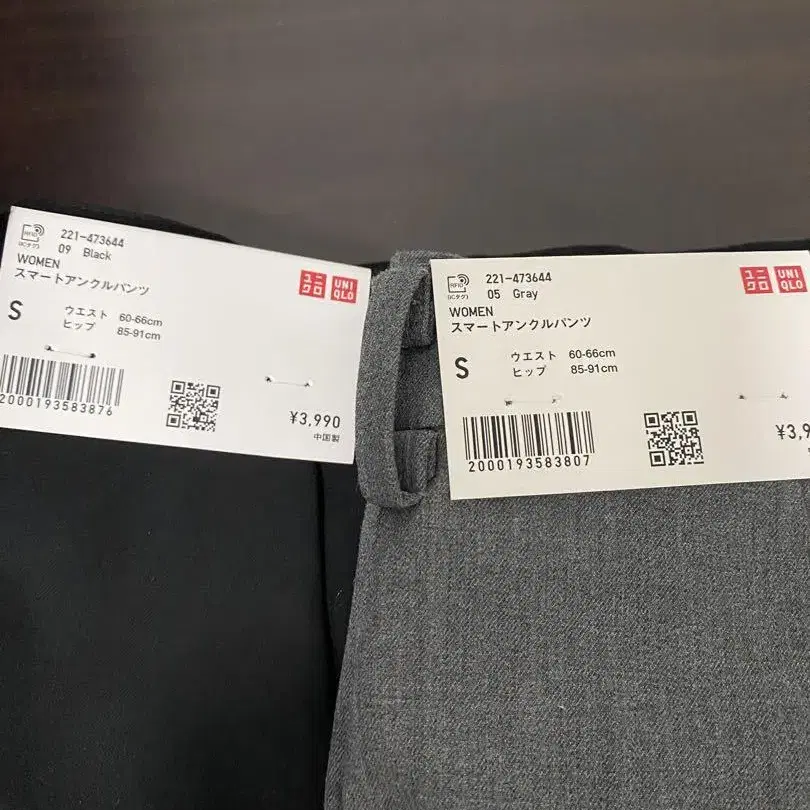 RFID
(ICタグ)
221-473644
09 Black
WOMEN
スマートアンクルパンツ
ユニクロ
UNIQLO
S
ウエスト 60-66cm
ヒップ 85-91cm
2000193583876
¥3,990
中国製
RFID
(ICタグ)
221-473644
05 Gray
WOMEN
スマートアンクルパンツ
ユニクロ
UNIQLO
S
ウエスト 60-66cm
ヒップ 85-91cm
2000193583807
¥3,9